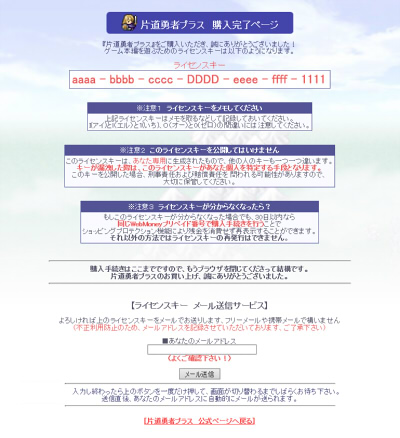 片道勇者プラス 購入完了ページ
『片道勇者プラス』をご購入いただき、誠にありがとうございました！
ゲーム本編を遊ぶためのライセンスキーは以下のようになります。
ライセンスキー
aaaa - bbbb - cccc - DDDD - eeee - ffff - 1111
※注意１ ライセンスキーをメモしてください
上記ライセンスキーはメモを取るなどして記録しておいてください。
I(アイ)とl(エル)と1(いち)、O(オー)と0(ゼロ)の間違いには注意してください。
※注意２ このライセンスキーを公開してはいけません
このライセンスキーは、あなた専用に生成されたもので、他の人のキーも一つ一つ違います。
キーが漏洩した際は、このライセンスキーがあなた個人を特定する手段となります。
このキーを公開した場合、刑事責任および賠償責任を問われる可能性がありますので、
大切に保管してください。
※注意３ ライセンスキーが分からなくなったら？
もしこのライセンスキーが分からなくなった場合でも、30日以内なら
同じWebMoneyプリペイド番号で購入手続きを行うことで
ショッピングプロテクション機能により残金を消費せず再表示することができます。
それ以外の方法ではライセンスキーの再発行はできません。
購入手続きはここまでですので、もうブラウザを閉じてくださって結構です。
片道勇者プラスのお買い上げ、誠にありがとうございました。
【ライセンスキー メール送信サービス】
よろしければ上のライセンスキーをメールでお送りします、フリーメールや携帯メールで構いません
（不正利用防止のため、メールアドレスを記録させていただいております、ご了承下さい）
■あなたのメールアドレス
（よくご確認下さい！）
メール送信
入力し終わったら上のボタンを一度だけ押して、画面が切り替わるまでしばらくお待ち下さい。
送信直後、あなたのメールアドレスに自動的にメールが送られます。
[片道勇者プラス 公式ページへ戻る]